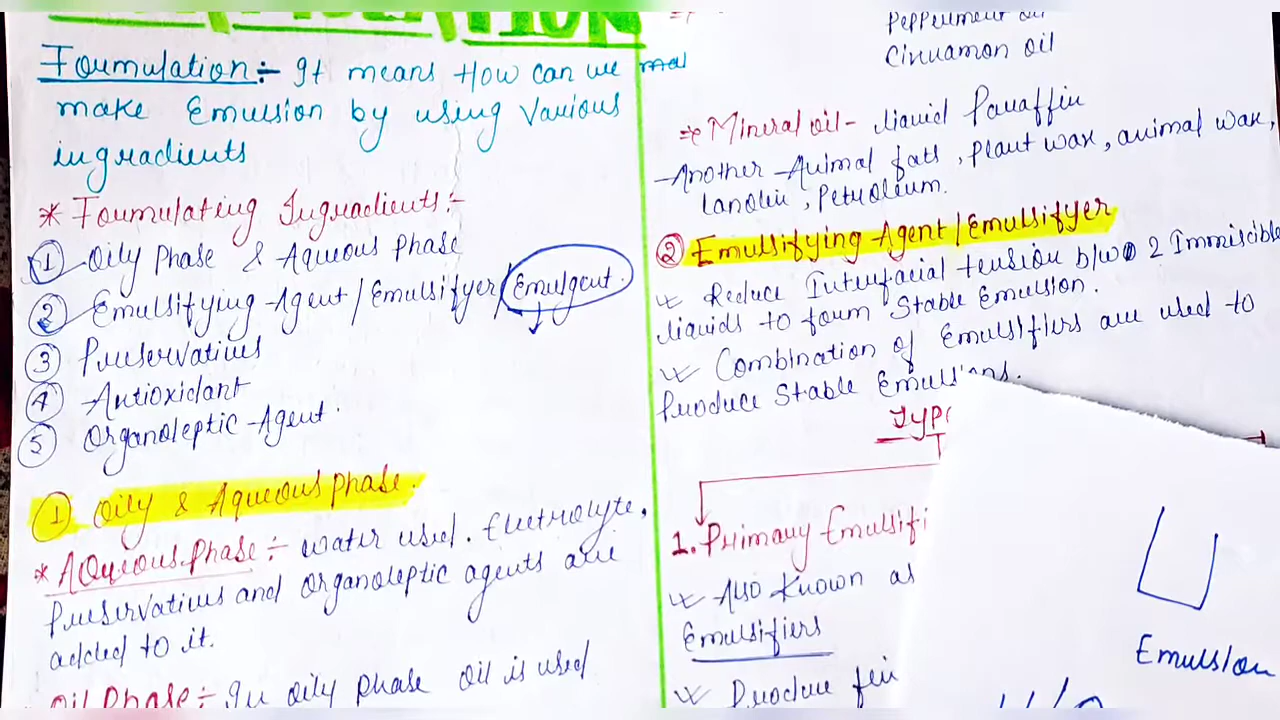 Formulation:- It means How can we
make Emulsion by using Various
ingradients
* Formulating Ingradients:-
① Oily Phase & Aqueous Phase
② Emulsifying Agent/Emulsifyer/Emulgent.
③ Preservatives
④ Antioxidant
⑤ Organoleptic Agent.
① Oily & Aqueous Phase.
* Aqueous Phase:- water used. Electrolyte,
Preservatives and Organoleptic agents are
added to it.
Oil Phase:- In oily phase oil is used
Peppermeut oil
Cinnamon oil
⇒ Mineral oil- liquid Paraffin
-Another-Animal fats, Plant wax, animal wax,
Lanolin, Petroleum.
② Emulsifying Agent/Emulsifyer
Reduce Interfacial tension b/w 2 Immiscible
liquids to form Stable Emulsion.
Combination of Emulsifiers are used to
Produce Stable Emulsions.
1. Primary Emulsifi
Also Known as
Emulsifiers
Produce
Emulsion